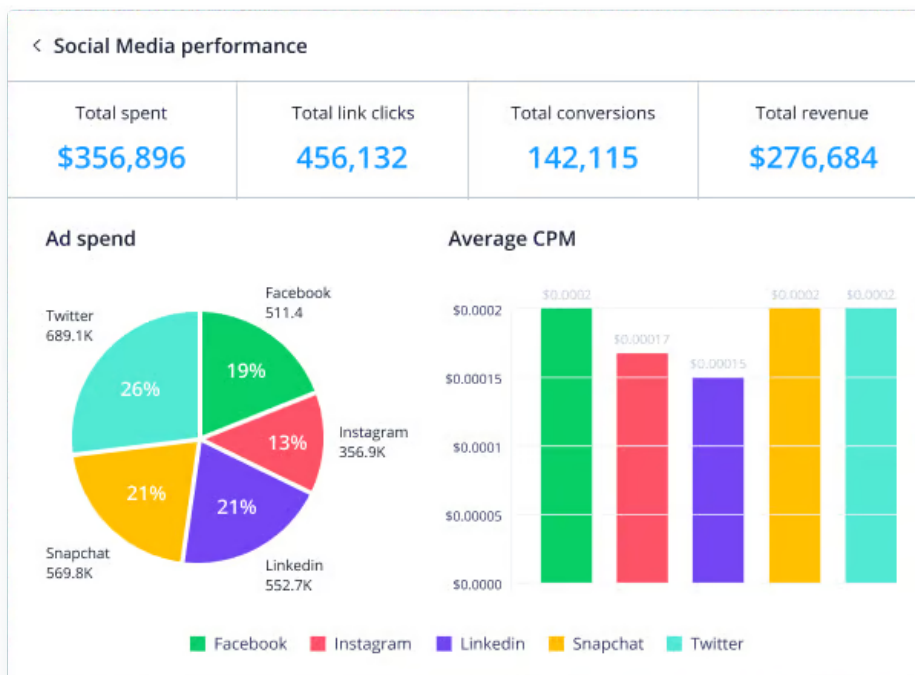 Social Media performance
Total spent
$356,896
Total link clicks
456,132
Total conversions
142,115
Total revenue
$276,684
Ad spend
Facebook
511.4
19%
Instagram
356.9K
13%
Linkedin
552.7K
21%
Snapchat
569.8K
21%
Twitter
689.1K
26%
Average CPM
$0.0002
$0.00015
$0.0001
$0.00005
$0.0000
$0.0002
$0.00017
$0.00015
$0.0002
$0.0002
Facebook
Instagram
Linkedin
Snapchat
Twitter